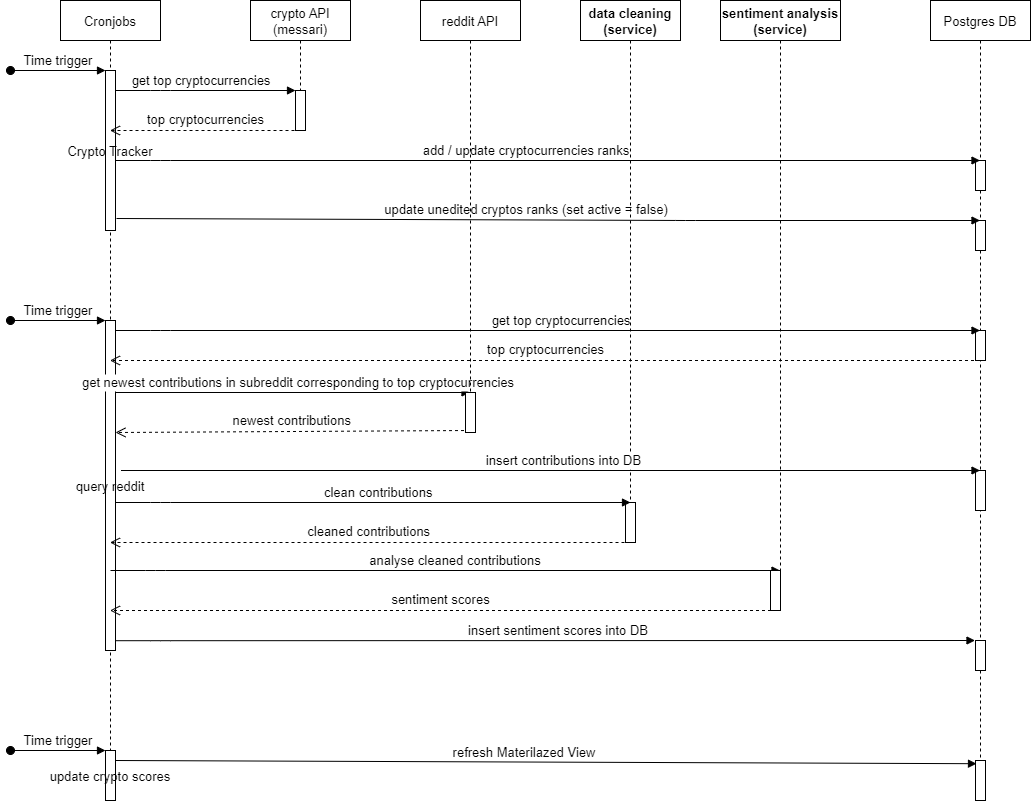 Cronjobs
crypto API
(messari)
reddit API
data cleaning
(service)
sentiment analysis
(service)
Postgres DB
Time trigger
get top cryptocurrencies
top cryptocurrencies
Crypto Tracker
add / update cryptocurrencies ranks
update unedited cryptos ranks (set active = false)
Time trigger
get top cryptocurrencies
top cryptocurrencies
get newest contributions in subreddit corresponding to top cryptocurrencies
newest contributions
insert contributions into DB
query reddit
clean contributions
cleaned contributions
analyse cleaned contributions
sentiment scores
insert sentiment scores into DB
Time trigger
refresh Materilazed View
update crypto scores